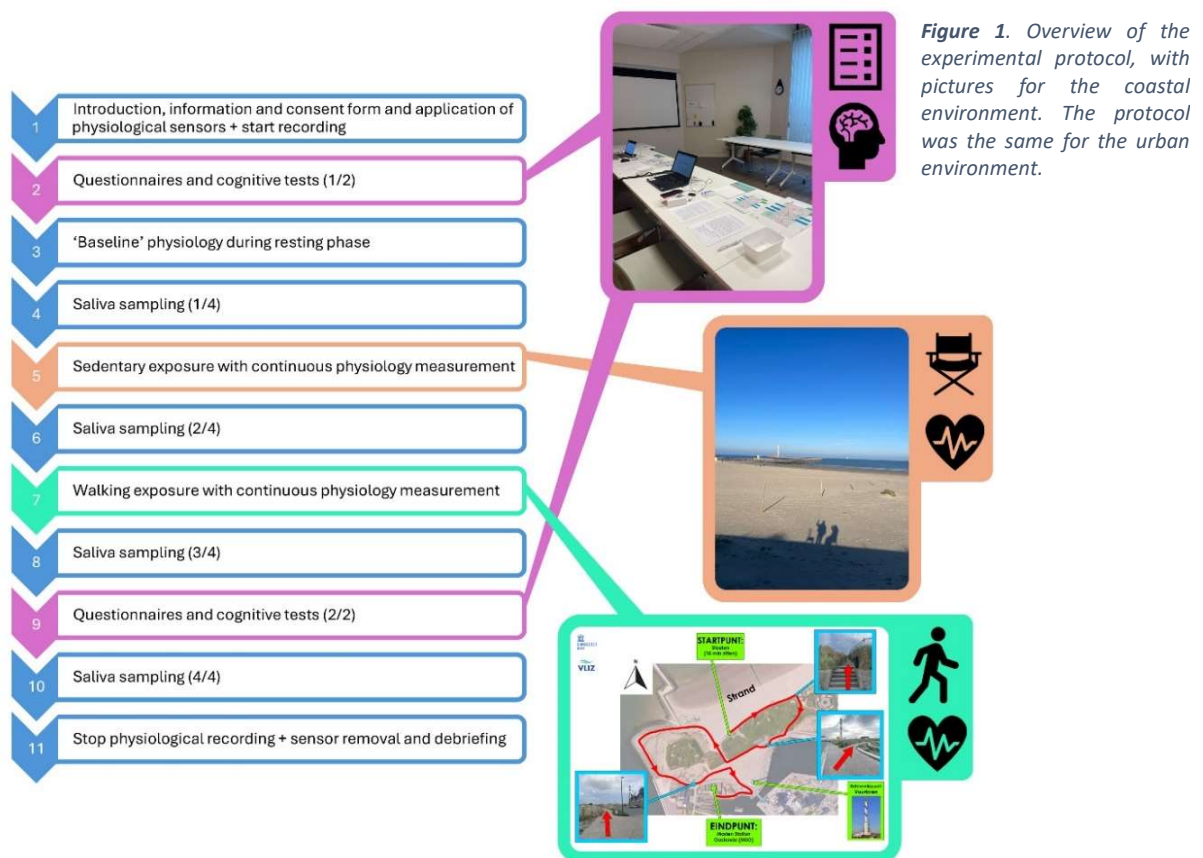 1
Introduction, information and consent form and application of
physiological sensors + start recording
2
Questionnaires and cognitive tests (1/2)
3
‘Baseline’ physiology during resting phase
4
Saliva sampling (1/4)
5
Sedentary exposure with continuous physiology measurement
6
Saliva sampling (2/4)
7
Walking exposure with continuous physiology measurement
8
Saliva sampling (3/4)
9
Questionnaires and cognitive tests (2/2)
10
Saliva sampling (4/4)
11
Stop physiological recording + sensor removal and debriefing
Figure 1. Overview of the
experimental protocol, with
pictures for the coastal
environment. The protocol
was the same for the urban
environment.
VLIZ
STARTPUNT:
Strand
EINDPUNT: